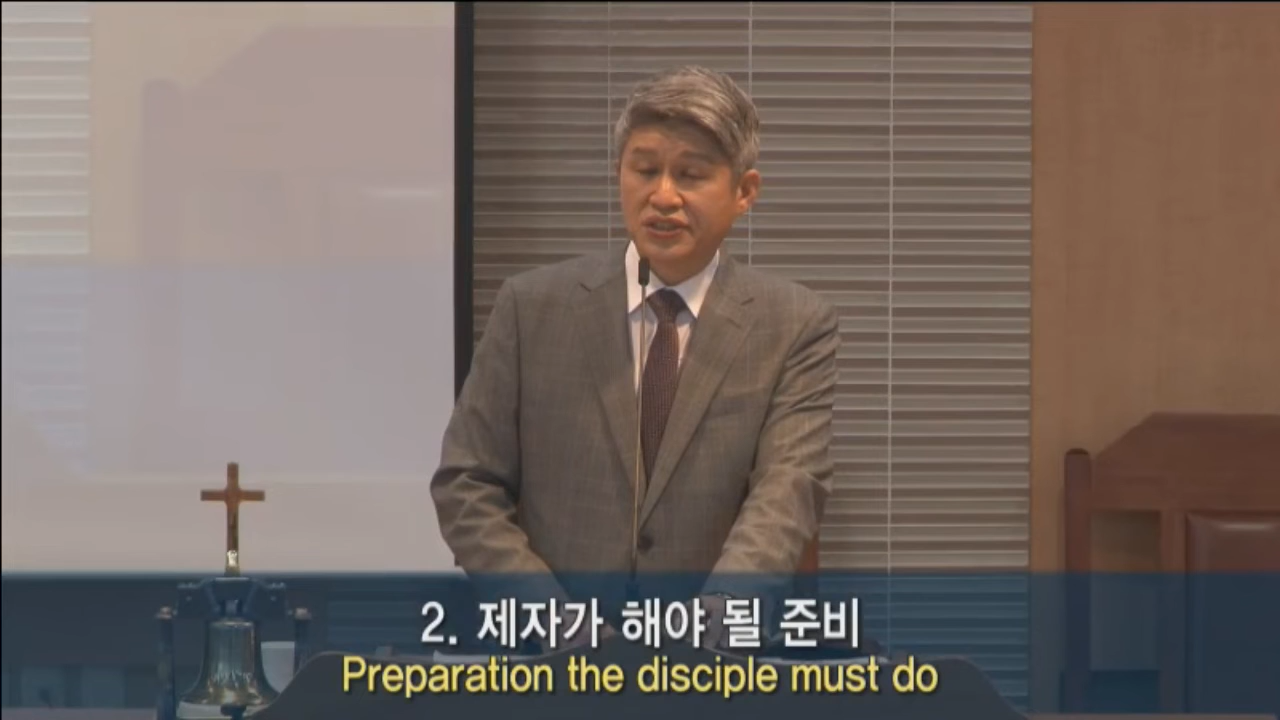 2. 제자가 해야 될 준비
Preparation the disciple must do